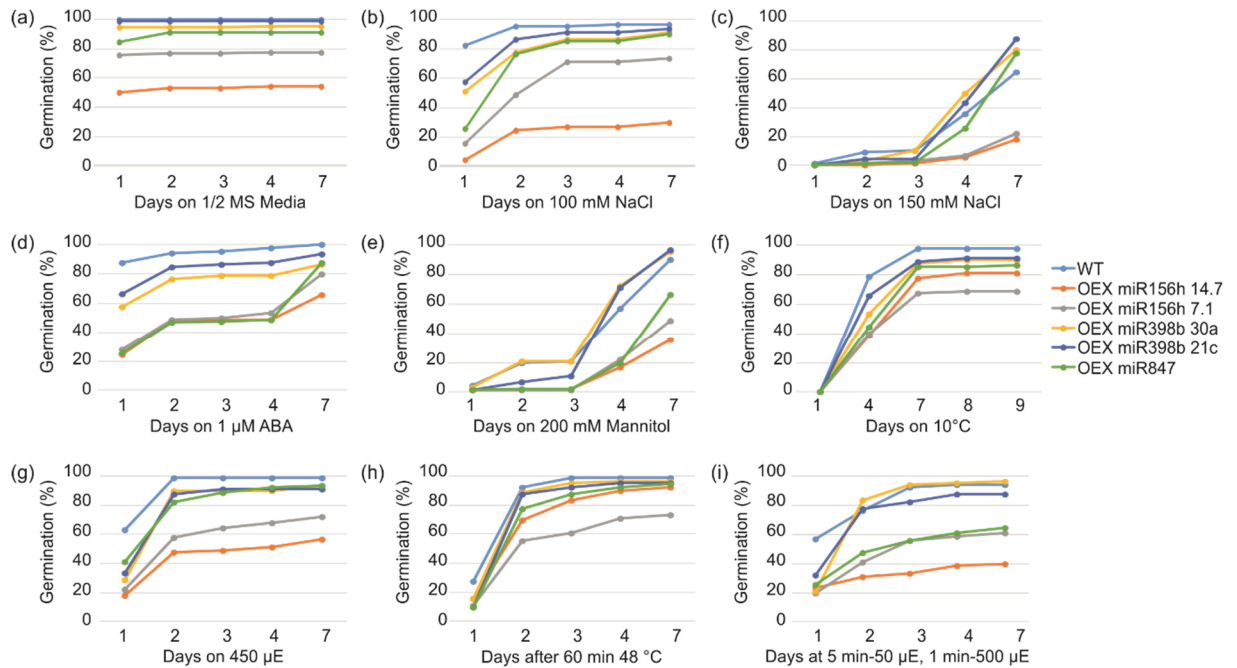 (a)
Germination (%)
100
80
60
40
20
0
1 2 3 4 7
Days on 1/2 MS Media
(b)
Germination (%)
100
80
60
40
20
0
1 2 3 4 7
Days on 100 mM NaCl
(c)
Germination (%)
100
80
60
40
20
0
1 2 3 4 7
Days on 150 mM NaCl
(d)
Germination (%)
100
80
60
40
20
0
1 2 3 4 7
Days on 1 µM ABA
(e)
Germination (%)
100
80
60
40
20
0
1 2 3 4 7
Days on 200 mM Mannitol
(f)
Germination (%)
100
80
60
40
20
0
1 4 7 8 9
Days on 10°C
WT
OEX miR156h 14.7
OEX miR156h 7.1
OEX miR398b 30a
OEX miR398b 21c
OEX miR847
(g)
Germination (%)
100
80
60
40
20
0
1 2 3 4 7
Days on 450 µE
(h)
Germination (%)
100
80
60
40
20
0
1 2 3 4 7
Days after 60 min 48 °C
(i)
Germination (%)
100
80
60
40
20
0
1 2 3 4 7
Days at 5 min-50 µE, 1 min-500 µE